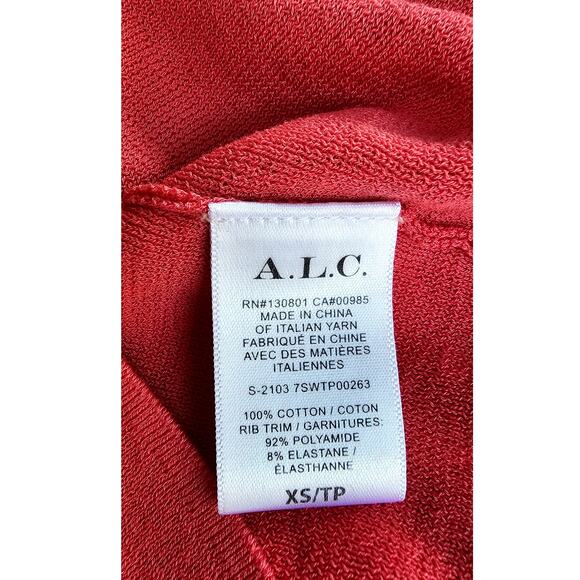 A.L.C.
RN#130801 CA#00985
MADE IN CHINA
OF ITALIAN YARN
FABRIQUÉ EN CHINE
AVEC DES MATIÈRES
ITALIENNES
S-2103 7SWTP00263
100% COTTON / COTON
RIB TRIM / GARNITURES:
92% POLYAMIDE
8% ELASTANE /
ÉLASTHANNE
XS/TP